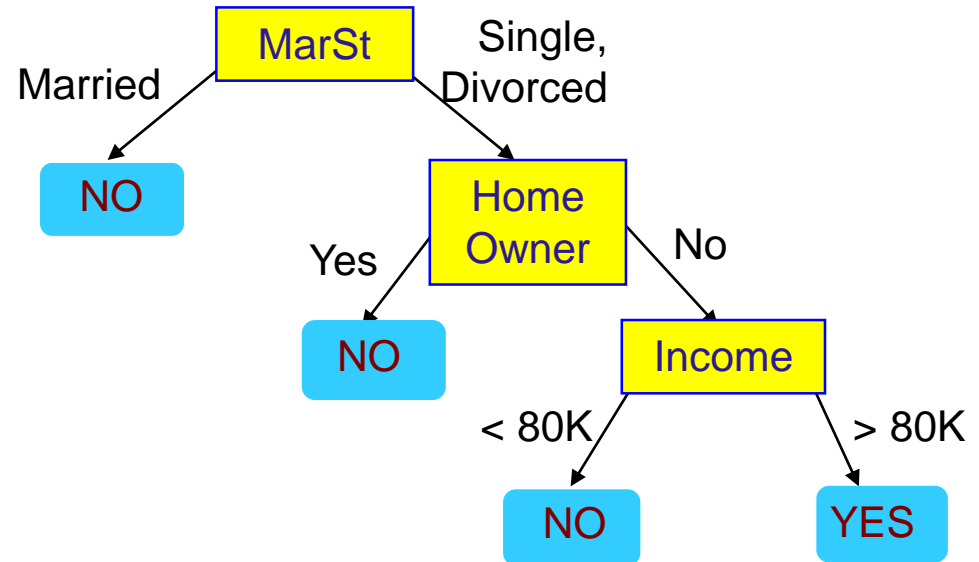 MarSt
Single,
Married
Divorced
NO
Home
Owner
Yes
No
NO
Income
< 80K
> 80K
NO
YES